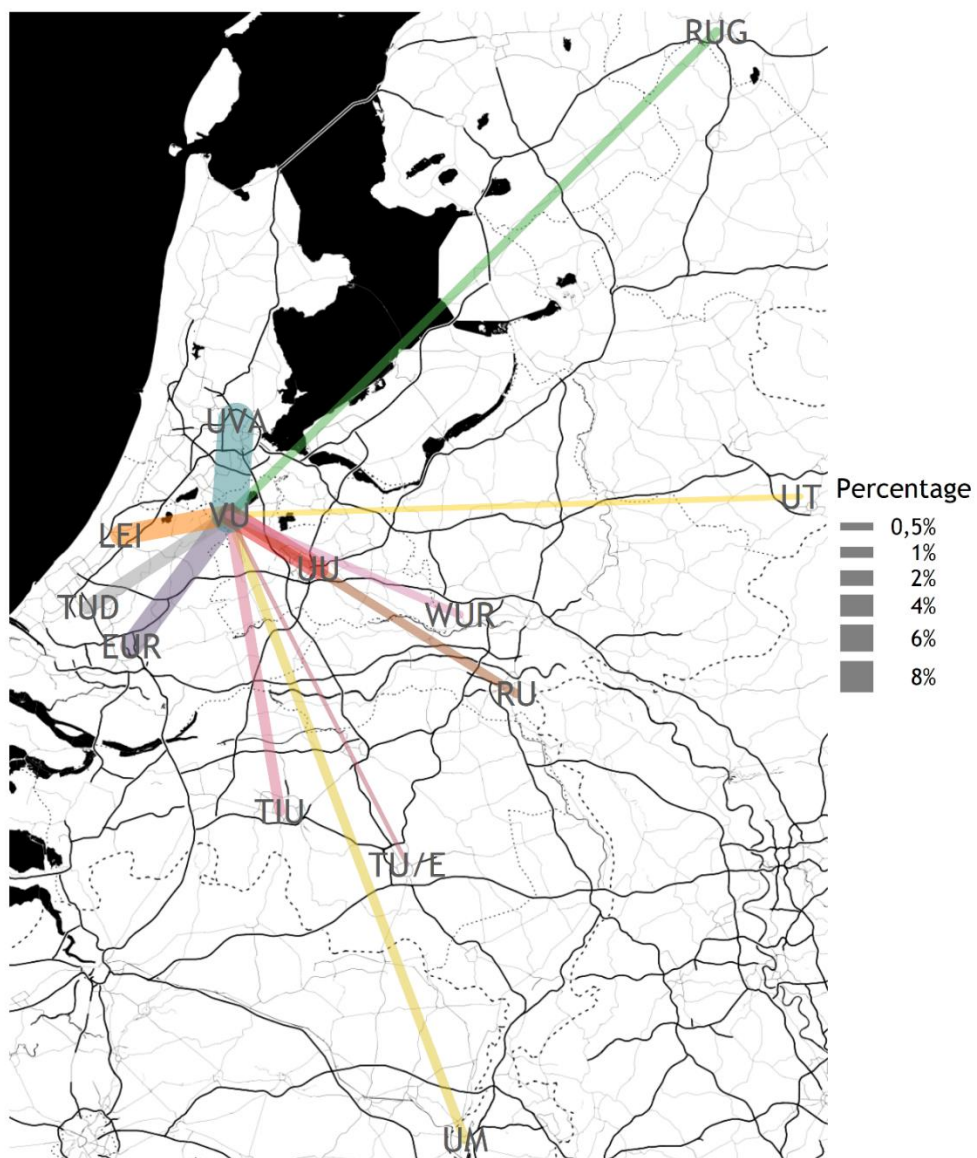 RUG
UVA
UT
VU
LEI
UU
TUD
WUR
EUR
RU
TIU
TU/E
UM
Percentage
0,5%
1%
2%
4%
6%
8%